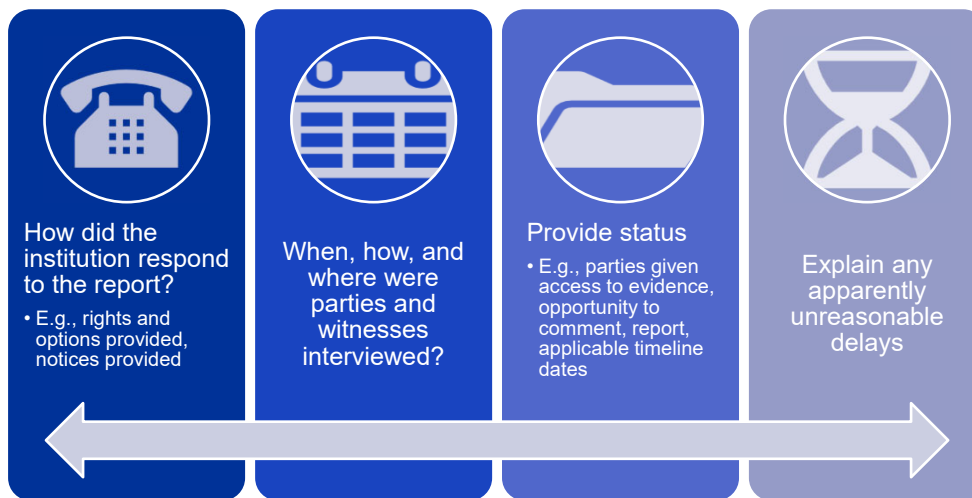 How did the
institution respond
to the report?
• E.g., rights and
options provided,
notices provided
When, how, and
where were
parties and
witnesses
interviewed?
Provide status
• E.g., parties given
access to evidence,
opportunity to
comment, report,
applicable timeline
dates
Explain any
apparently
unreasonable
delays